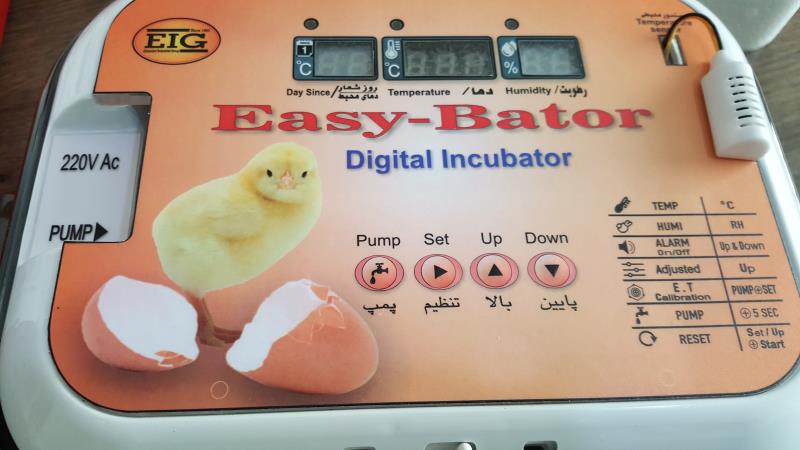 EIG
1
°C
°C
%
Day Since / روز شمار/ دمای محیط
Temperature / دما
Humidity / رطوبت
Temperature
Easy-Bator
Digital Incubator
220V Ac
PUMP
Pump Set Up Down
پمپ تنظیم بالا پایین
TEMP °C
HUMI RH
ALARM On/Off Up & Down
Adjusted Up
E.T Calibration PUMP⊕SET
PUMP ⊕5 SEC
RESET Set / Up ⊕Start